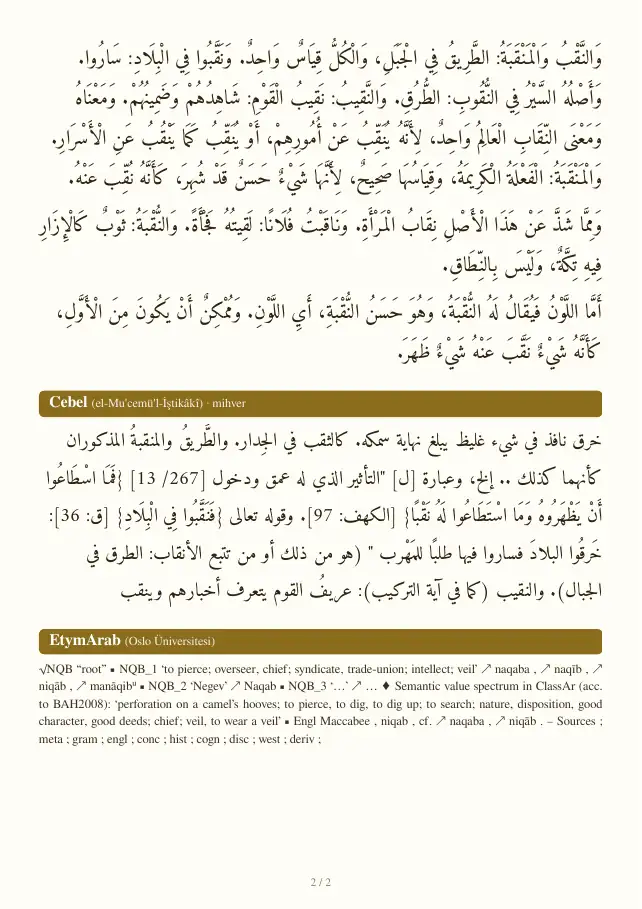 وَالنَّقْبُ وَالْمَنْقَبَةُ: الطَّرِيقُ فِي الْجَبَلِ، وَالْكُلُّ قِيَاسٌ وَاحِدٌ. وَنَقَّبُوا فِي الْبِلَادِ: سَارُوا.
وَأَصْلُهُ السَّيْرُ فِي النُّقُوبِ: الطُّرُقِ. وَالنَّقِيبُ: نَقِيبُ الْقَوْمِ: شَاهِدُهُمْ وَضَمِينُهُمْ. وَمَعْنَاهُ
وَمَعْنَى النِّقَابِ الْعَالِمُ وَاحِدٌ، لِأَنَّهُ يُنَقِّبُ عَنْ أُمُورِهِمْ، أَوْ يُنَقِّبُ كَمَا يَنْقُبُ عَنِ الْأَسْرَارِ.
وَالْمَنْقَبَةُ: الْفَعْلَةُ الْكَرِيمَةُ، وَقِيَاسُهَا صَحِيحٌ، لِأَنَّهَا شَيْءٌ حَسَنٌ قَدْ شُهِرَ، كَأَنَّهُ نُقِّبَ عَنْهُ.
وَمِمَّا شَذَّ عَنْ هَذَا الْأَصْلِ نِقَابُ الْمَرْأَةِ. وَنَاقَبْتُ فُلَانًا: لَقِيتُهُ فَجْأَةً. وَالنُّقْبَةُ: ثَوْبٌ كَالْإِزَارِ
فِيهِ تِكَّةٌ، وَلَيْسَ بِالنِّطَاقِ.
أَمَّا اللَّوْنُ فَيُقَالُ لَهُ النُّقْبَةُ، وَهُوَ حَسَنُ النُّقْبَةِ، أَيِ اللَّوْنِ. وَمُمْكِنٌ أَنْ يَكُونَ مِنَ الْأَوَّلِ،
كَأَنَّهُ شَيْءٌ نَقَّبَ عَنْهُ شَيْءٌ ظَهَرَ.
Cebel (el-Mu'cemü'l-İştikâkî) · mihver
خرق نافذ في شيء غليظ يبلغ نهاية سمكه. كالثقب في الجِدار. والطَّريقُ والمنقبةُ المذكوران
كأنهما كذلك .. إلخ، وعبارة [ل] "التأثير الذي له عمق ودخول [267/ 13] {فَمَا اسْطَاعُوا
أَنْ يَظْهَرُوهُ وَمَا اسْتَطَاعُوا لَهُ نَقْبًا} [الكهف: 97]. وقوله تعالى {فَنَقَّبُوا فِي الْبِلَادِ} [ق: 36]:
خَرقُوا البلادَ فساروا فيها طلبًا للمَهْرب " (هو من ذلك أو من تتبع الأنقاب: الطرق في
الجبال). والنقيب (كما في آية التركيب): عريفُ القوم يتعرف أخبارهم وينقب
EtymArab (Oslo Üniversitesi)
√NQB “root” ▪ NQB_1 ‘to pierce; overseer, chief; syndicate, trade-union; intellect; veil’ ↗ naqaba , ↗ naqīb , ↗
niqāb , ↗ manāqibᵘ ▪ NQB_2 ‘Negev’ ↗ Naqab ▪ NQB_3 ‘…’ ↗ … ♦ Semantic value spectrum in ClassAr (acc.
to BAH2008): ‘perforation on a camel’s hooves; to pierce, to dig, to dig up; to search; nature, disposition, good
character, good deeds; chief; veil, to wear a veil’ ▪ Engl Maccabee , niqab , cf. ↗ naqaba , ↗ niqāb . – Sources ;
meta ; gram ; engl ; conc ; hist ; cogn ; disc ; west ; deriv ;
2 / 2